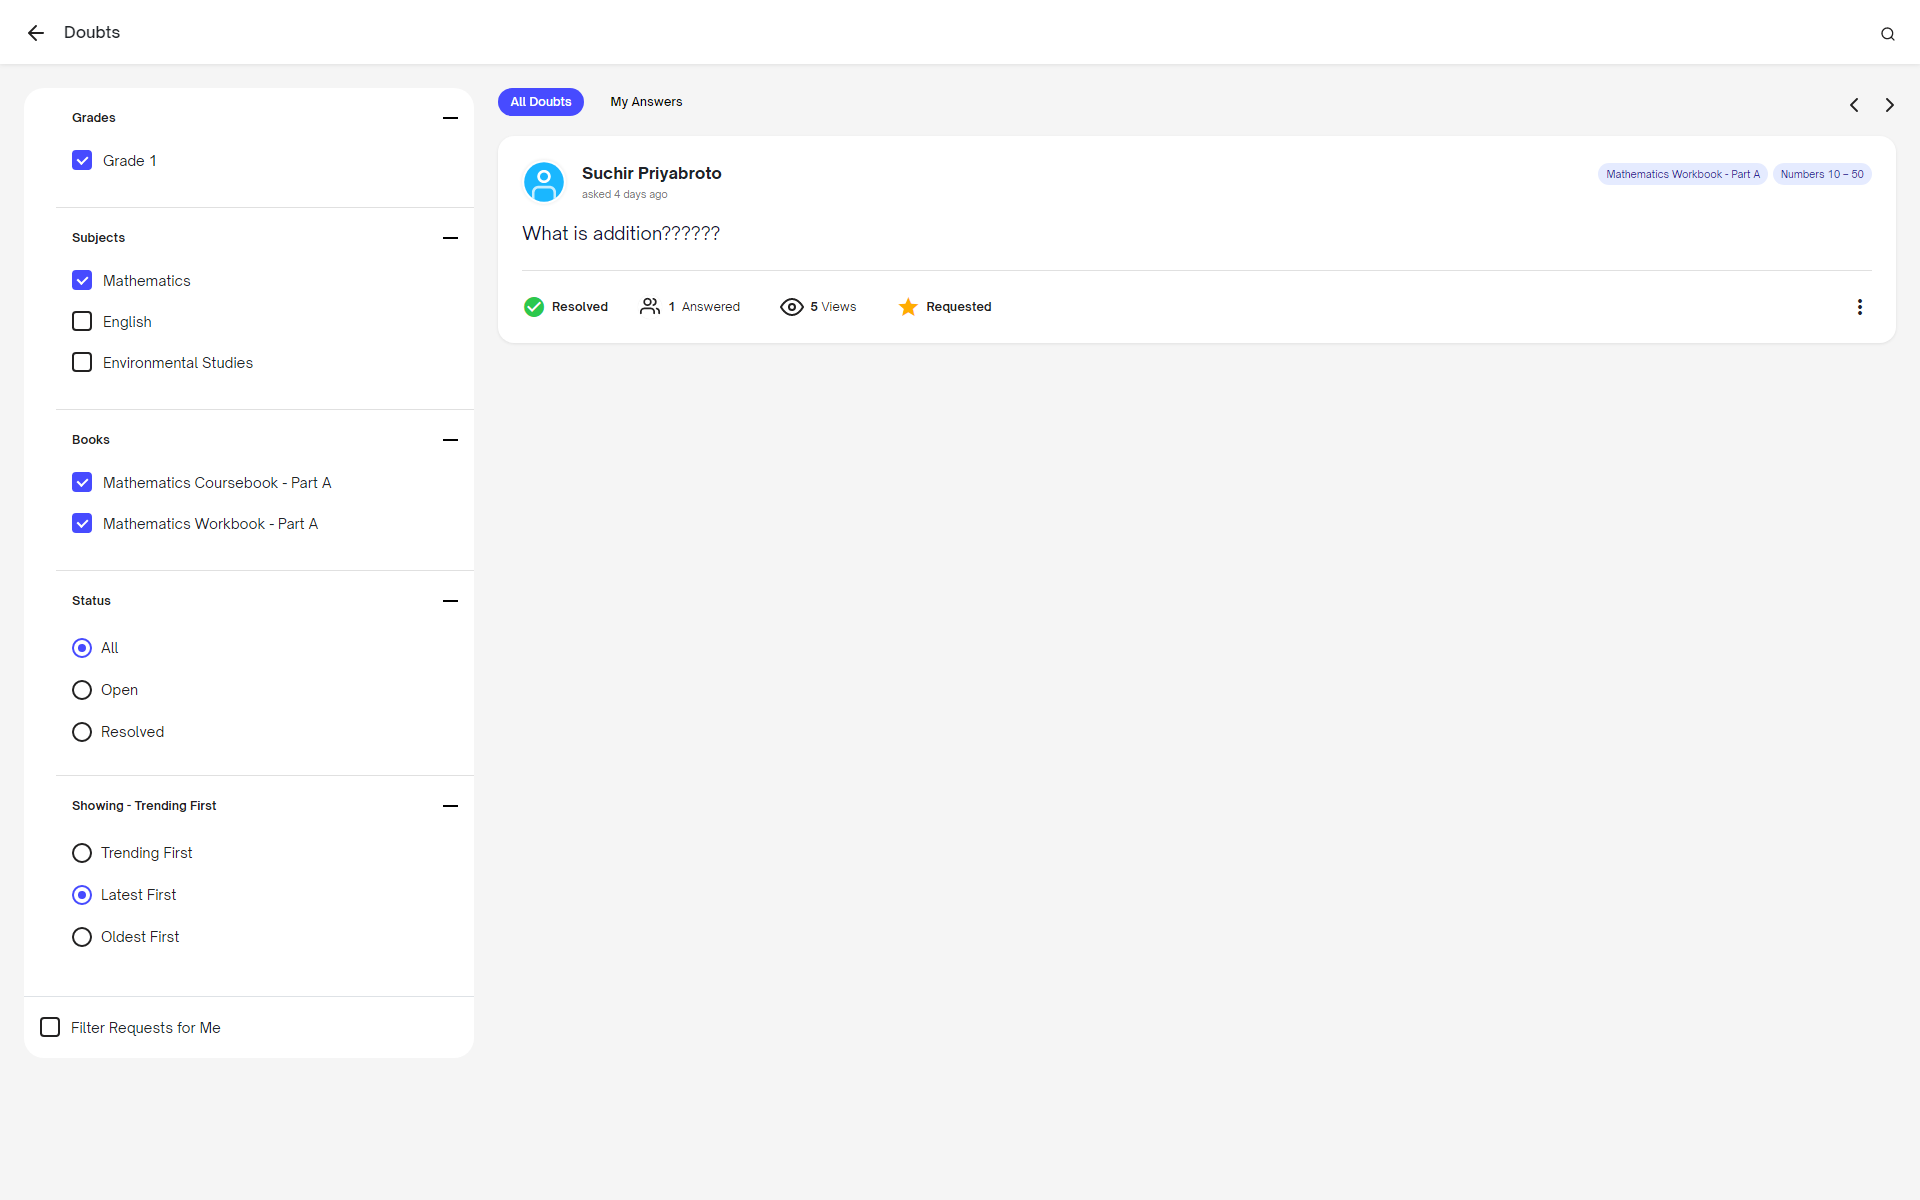 Doubts
Grades
Grade 1
Subjects
Mathematics
English
Environmental Studies
Books
Mathematics Coursebook - Part A
Mathematics Workbook - Part A
Status
All
Open
Resolved
Showing - Trending First
Trending First
Latest First
Oldest First
Filter Requests for Me
All Doubts My Answers
Suchir Priyabroto
asked 4 days ago
Mathematics Workbook - Part A Numbers 10 – 50
What is addition??????
Resolved 1 Answered 5 Views Requested